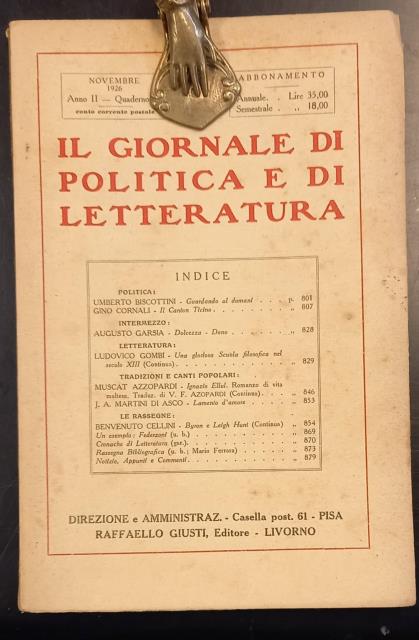 NOVEMBRE
1926
Anno II — Quaderno
conto corrente postale
ABBONAMENTO
Annuale. . Lire 35,00
Semestrale . „ 18,00
IL GIORNALE DI
POLITICA E DI
LETTERATURA
INDICE
POLITICA:
UMBERTO BISCOTTINI - Guardando al domani . . . p. 801
GINO CORNALI - Il Canton Ticino . . . . . . . . „ 807
INTERMEZZO:
AUGUSTO GARSIA - Dolcezza - Dono . . . . . . „ 828
LETTERATURA:
LUDOVICO GOMBI - Una gloriosa Scuola filosofica nel
secolo XIII (Continua) . . . . . . . . . . . . „ 829
TRADIZIONI E CANTI POPOLARI:
MUSCAT AZZOPARDI - Ignazio Ellul. Romanzo di vita
maltese, Traduz. di V. F. AZOPARDI (Continua) . . „ 846
J. A. MARTINI DI ASCO - Lamento d'amore . . . . „ 853
LE RASSEGNE:
BENVENUTO CELLINI - Byron e Leigh Hunt (Continua) „ 854
Un esempio: Federzoni (u. b.) . . . . . . . . . „ 869
Cronache di Letteratura (gar.) . . . . . . . . . „ 870
Rassegna Bibliografica (u. b.; Mario Ferrara) . . . „ 873
Notizie, Appunti e Commenti . . . . . . . . . . „ 879
DIREZIONE e AMMINISTRAZ. - Casella post. 61 - PISA
RAFFAELLO GIUSTI, Editore - LIVORNO